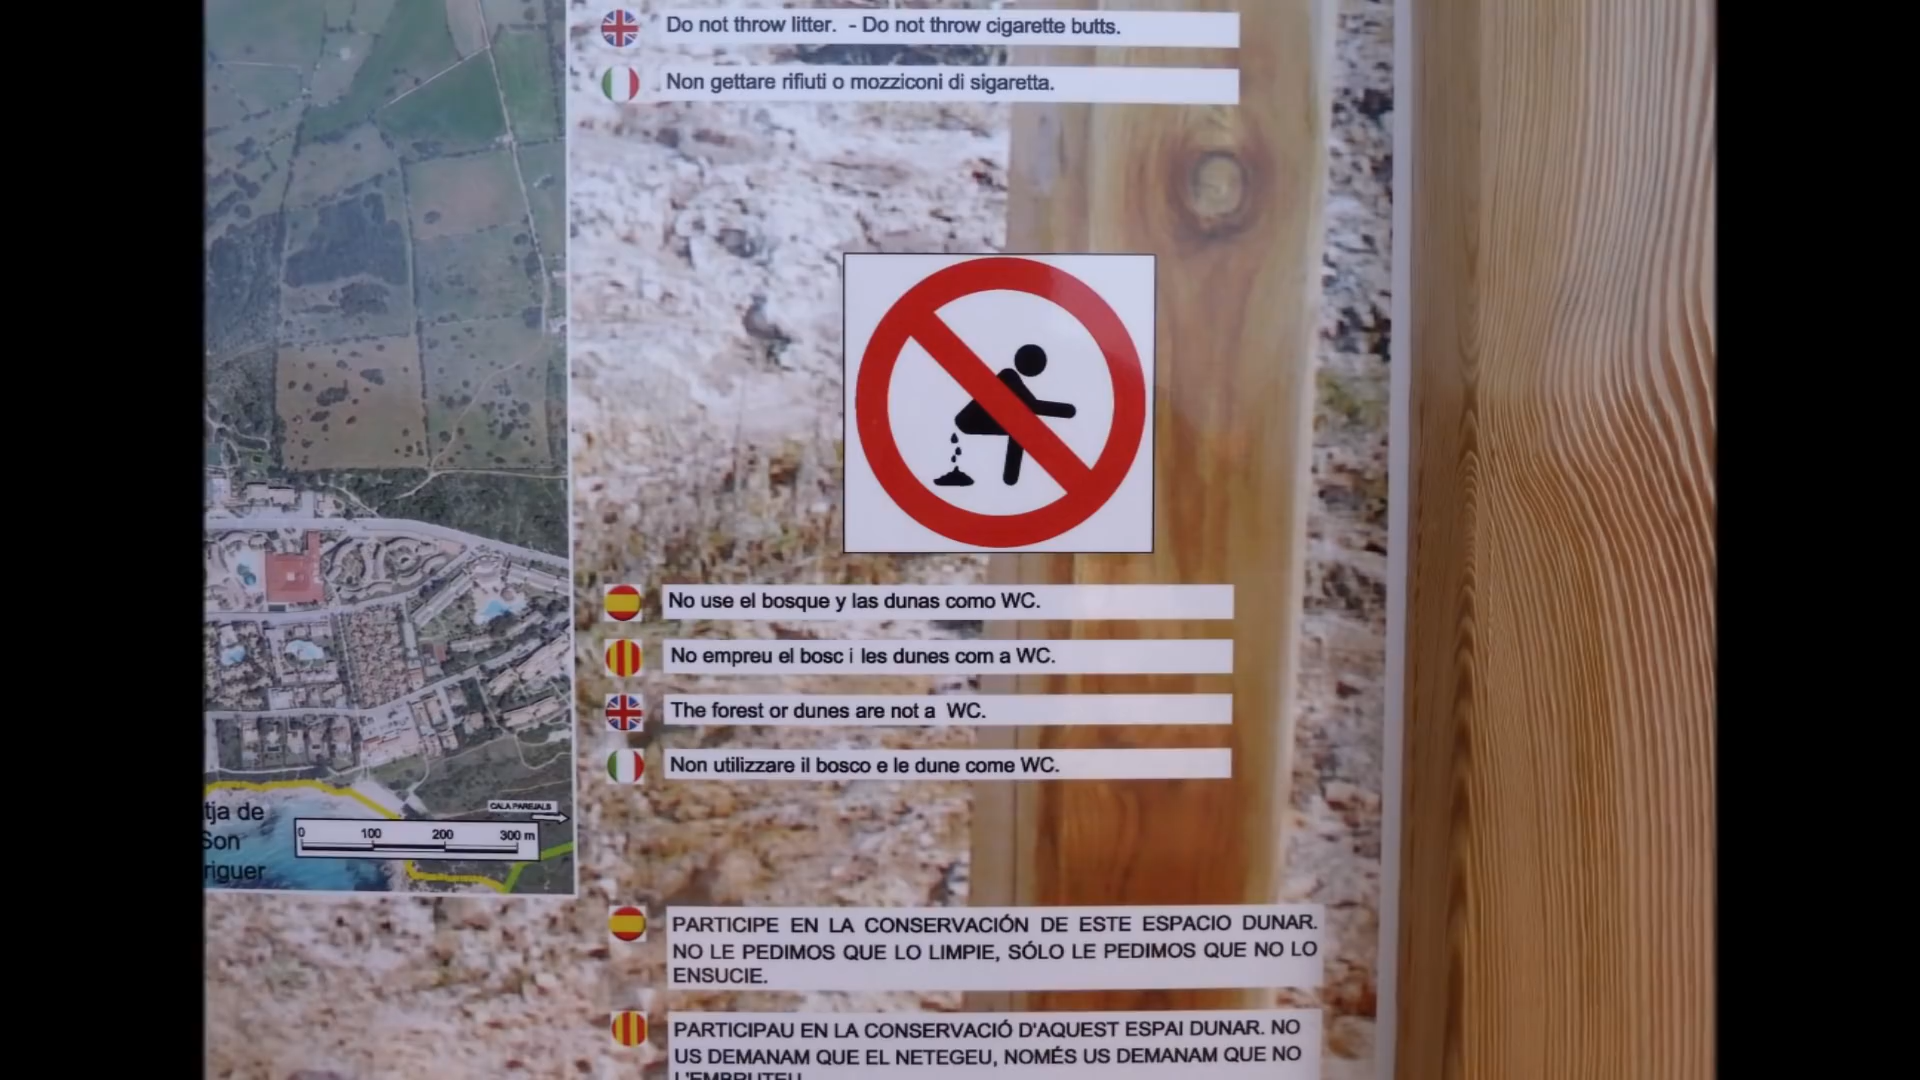 Do not throw litter. - Do not throw cigarette butts.
Non gettare rifiuti o mozziconi di sigaretta.
No use el bosque y las dunas como WC.
No empreu el bosc i les dunes com a WC.
The forest or dunes are not a WC.
Non utilizzare il bosco e le dune come WC.
CALA PAREJALS
tja de
Son
riguer
0 100 200 300 m
PARTICIPE EN LA CONSERVACIÓN DE ESTE ESPACIO DUNAR.
NO LE PEDIMOS QUE LO LIMPIE, SÓLO LE PEDIMOS QUE NO LO
ENSUCIE.
PARTICIPAU EN LA CONSERVACIÓ D'AQUEST ESPAI DUNAR. NO
US DEMANAM QUE EL NETEGEU, NOMÉS US DEMANAM QUE NO
L'EMBRUTEU